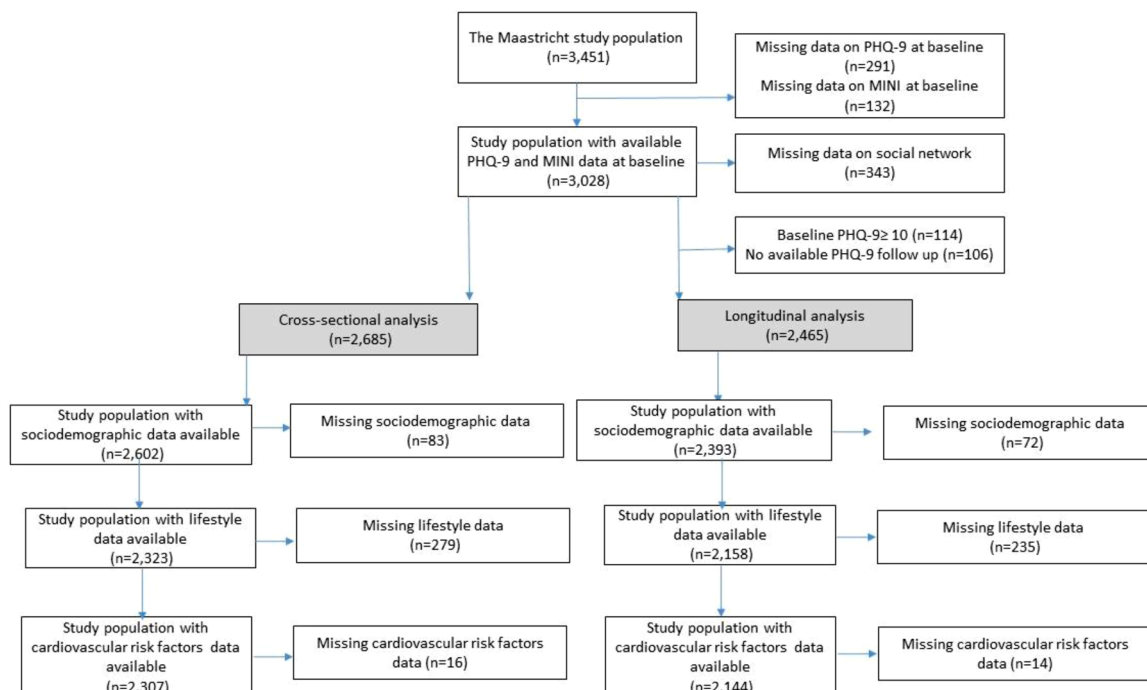 The Maastricht study population
(n=3,451)
Missing data on PHQ-9 at baseline
(n=291)
Missing data on MINI at baseline
(n=132)
Study population with available
PHQ-9 and MINI data at baseline
(n=3,028)
Missing data on social network
(n=343)
Baseline PHQ-9≥ 10 (n=114)
No available PHQ-9 follow up (n=106)
Cross-sectional analysis
(n=2,685)
Longitudinal analysis
(n=2,465)
Study population with
sociodemographic data available
(n=2,602)
Missing sociodemographic data
(n=83)
Study population with
sociodemographic data available
(n=2,393)
Missing sociodemographic data
(n=72)
Study population with lifestyle
data available
(n=2,323)
Missing lifestyle data
(n=279)
Study population with lifestyle
data available
(n=2,158)
Missing lifestyle data
(n=235)
Study population with
cardiovascular risk factors data
available
(n=2,307)
Missing cardiovascular risk factors
data (n=16)
Study population with
cardiovascular risk factors data
available
(n=2,144)
Missing cardiovascular risk factors
data (n=14)